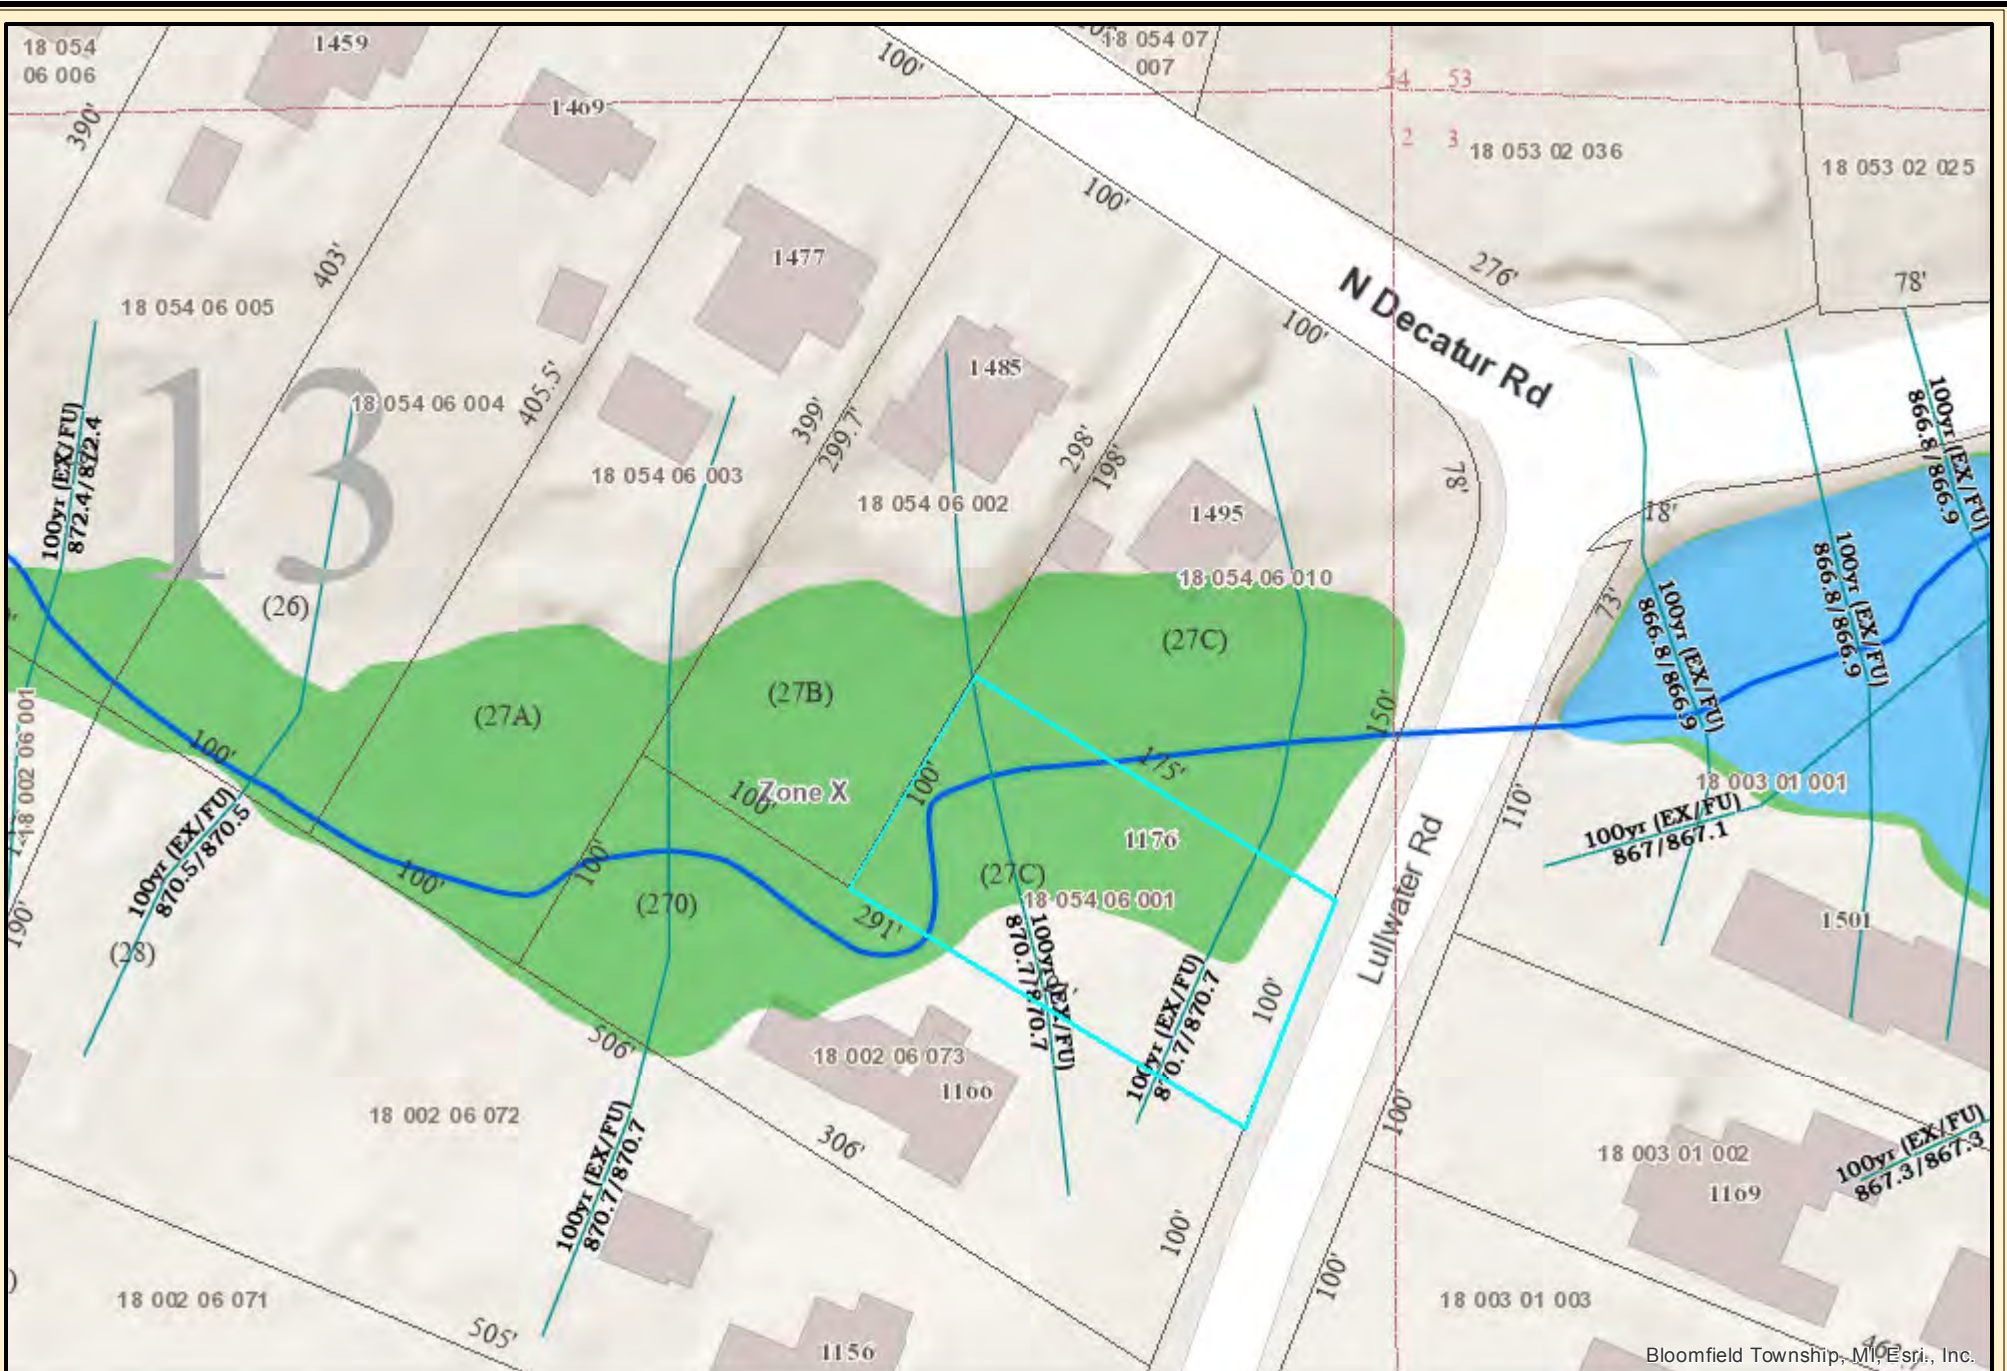 18 054
06 006
1459
100'
18 054 07
007
54
53
2
3
18 053 02 036
18 053 02 025
390'
1469
100'
276'
78'
403'
18 054 06 005
1477
N Decatur Rd
100'
1485
13
18 054 06 004
405.5'
399'
299.7'
298'
198'
100yr (EX/FU)
872.4/872.4
100yr (EX/FU)
866.8/866.9
18 054 06 003
18 054 06 002
1495
78'
18'
18 054 06 010
(26)
73'
100yr (EX/FU)
866.8/866.9
100yr (EX/FU)
866.8/866.9
(27C)
(27B)
(27A)
150'
18 002 06 001
100'
175'
100'
Zone X
100'
18 003 01 001
110'
100yr (EX/FU)
867/867.1
1176
100yr (EX/FU)
870.5/870.5
100'
100'
(27C)
18 054 06 001
(270)
291'
190'
(28)
Lullwater Rd
1501
100yr (EX/FU)
870.7/870.7
100yr (EX/FU)
870.7/870.7
100'
506'
18 002 06 073
1166
18 002 06 072
306'
100'
100yr (EX/FU)
870.7/870.7
18 003 01 002
1169
100yr (EX/FU)
867.3/867.3
100'
100'
18 002 06 071
505'
1156
18 003 01 003
Bloomfield Township, MI, Esri., Inc.